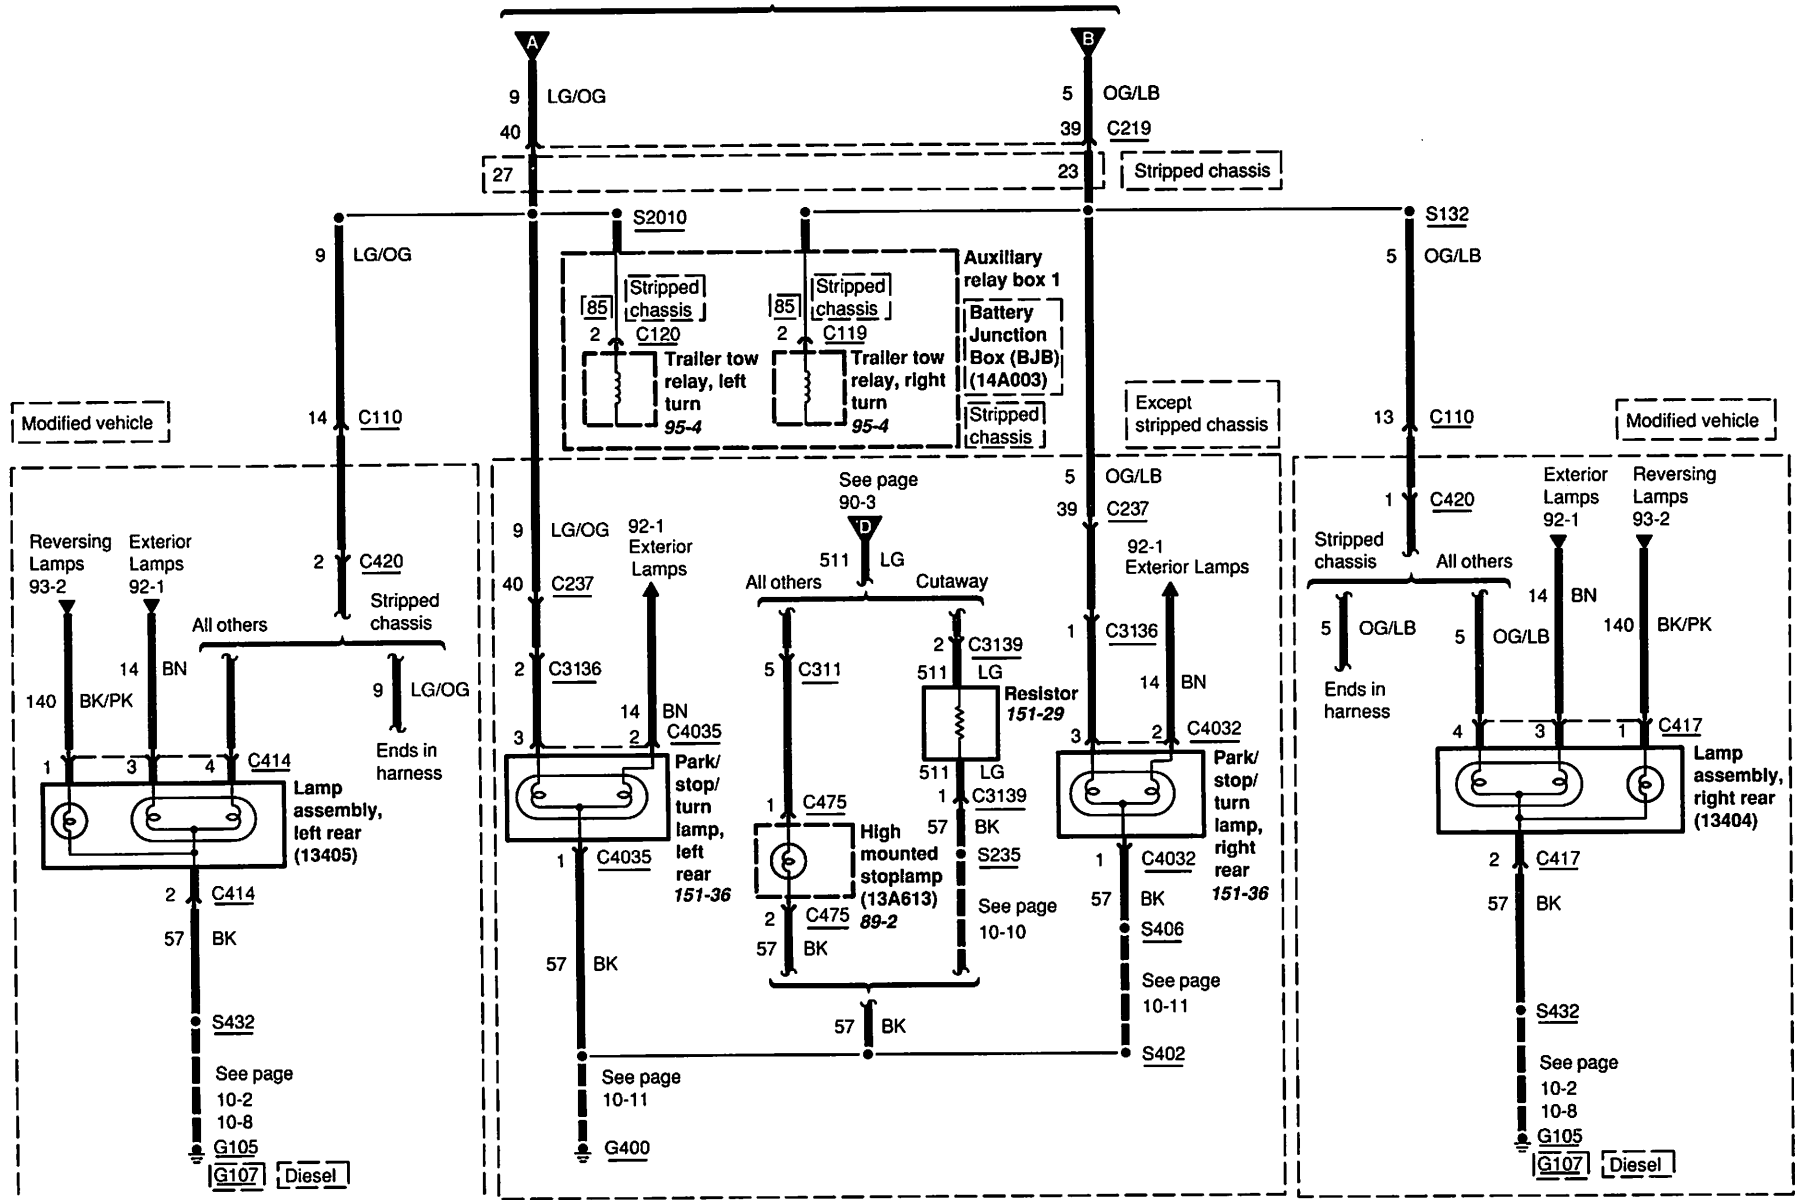 A
B
9 LG/OG
5 OG/LB
40
39 C219
27
23
Stripped chassis
S2010
S132
9 LG/OG
5 OG/LB
Auxiliary
relay box 1
85
Stripped
chassis
2 C120
85
Stripped
chassis
2 C119
Battery
Junction
Box (BJB)
(14A003)
Trailer tow
relay, left
turn
95-4
Trailer tow
relay, right
turn
95-4
Stripped
chassis
Except
stripped chassis
Modified vehicle
14 C110
13 C110
Modified vehicle
Reversing
Lamps
93-2
Exterior
Lamps
92-1
2 C420
All others
Stripped
chassis
140 BK/PK
14 BN
9 LG/OG
Ends in
harness
1
3
4 C414
Lamp
assembly,
left rear
(13405)
2 C414
57 BK
S432
See page
10-2
10-8
G105
G107
Diesel
9 LG/OG
92-1
Exterior
Lamps
40 C237
2 C3136
14 BN
3
2 C4035
Park/
stop/
turn
lamp,
left
rear
151-36
1 C4035
57 BK
See page
10-11
G400
See page
90-3
D
511 LG
All others
Cutaway
5 C311
2 C3139
511 LG
Resistor
151-29
511 LG
1 C3139
57 BK
S235
See page
10-10
1 C475
High
mounted
stoplamp
(13A613)
89-2
2 C475
57 BK
57 BK
5 OG/LB
39 C237
92-1
Exterior Lamps
1 C3136
14 BN
3
2 C4032
Park/
stop/
turn
lamp,
right
rear
151-36
1 C4032
57 BK
S406
See page
10-11
S402
1 C420
Exterior
Lamps
92-1
Reversing
Lamps
93-2
Stripped
chassis
All others
5 OG/LB
5 OG/LB
14 BN
140 BK/PK
Ends in
harness
4
3
1 C417
Lamp
assembly,
right rear
(13404)
2 C417
57 BK
S432
See page
10-2
10-8
G105
G107
Diesel